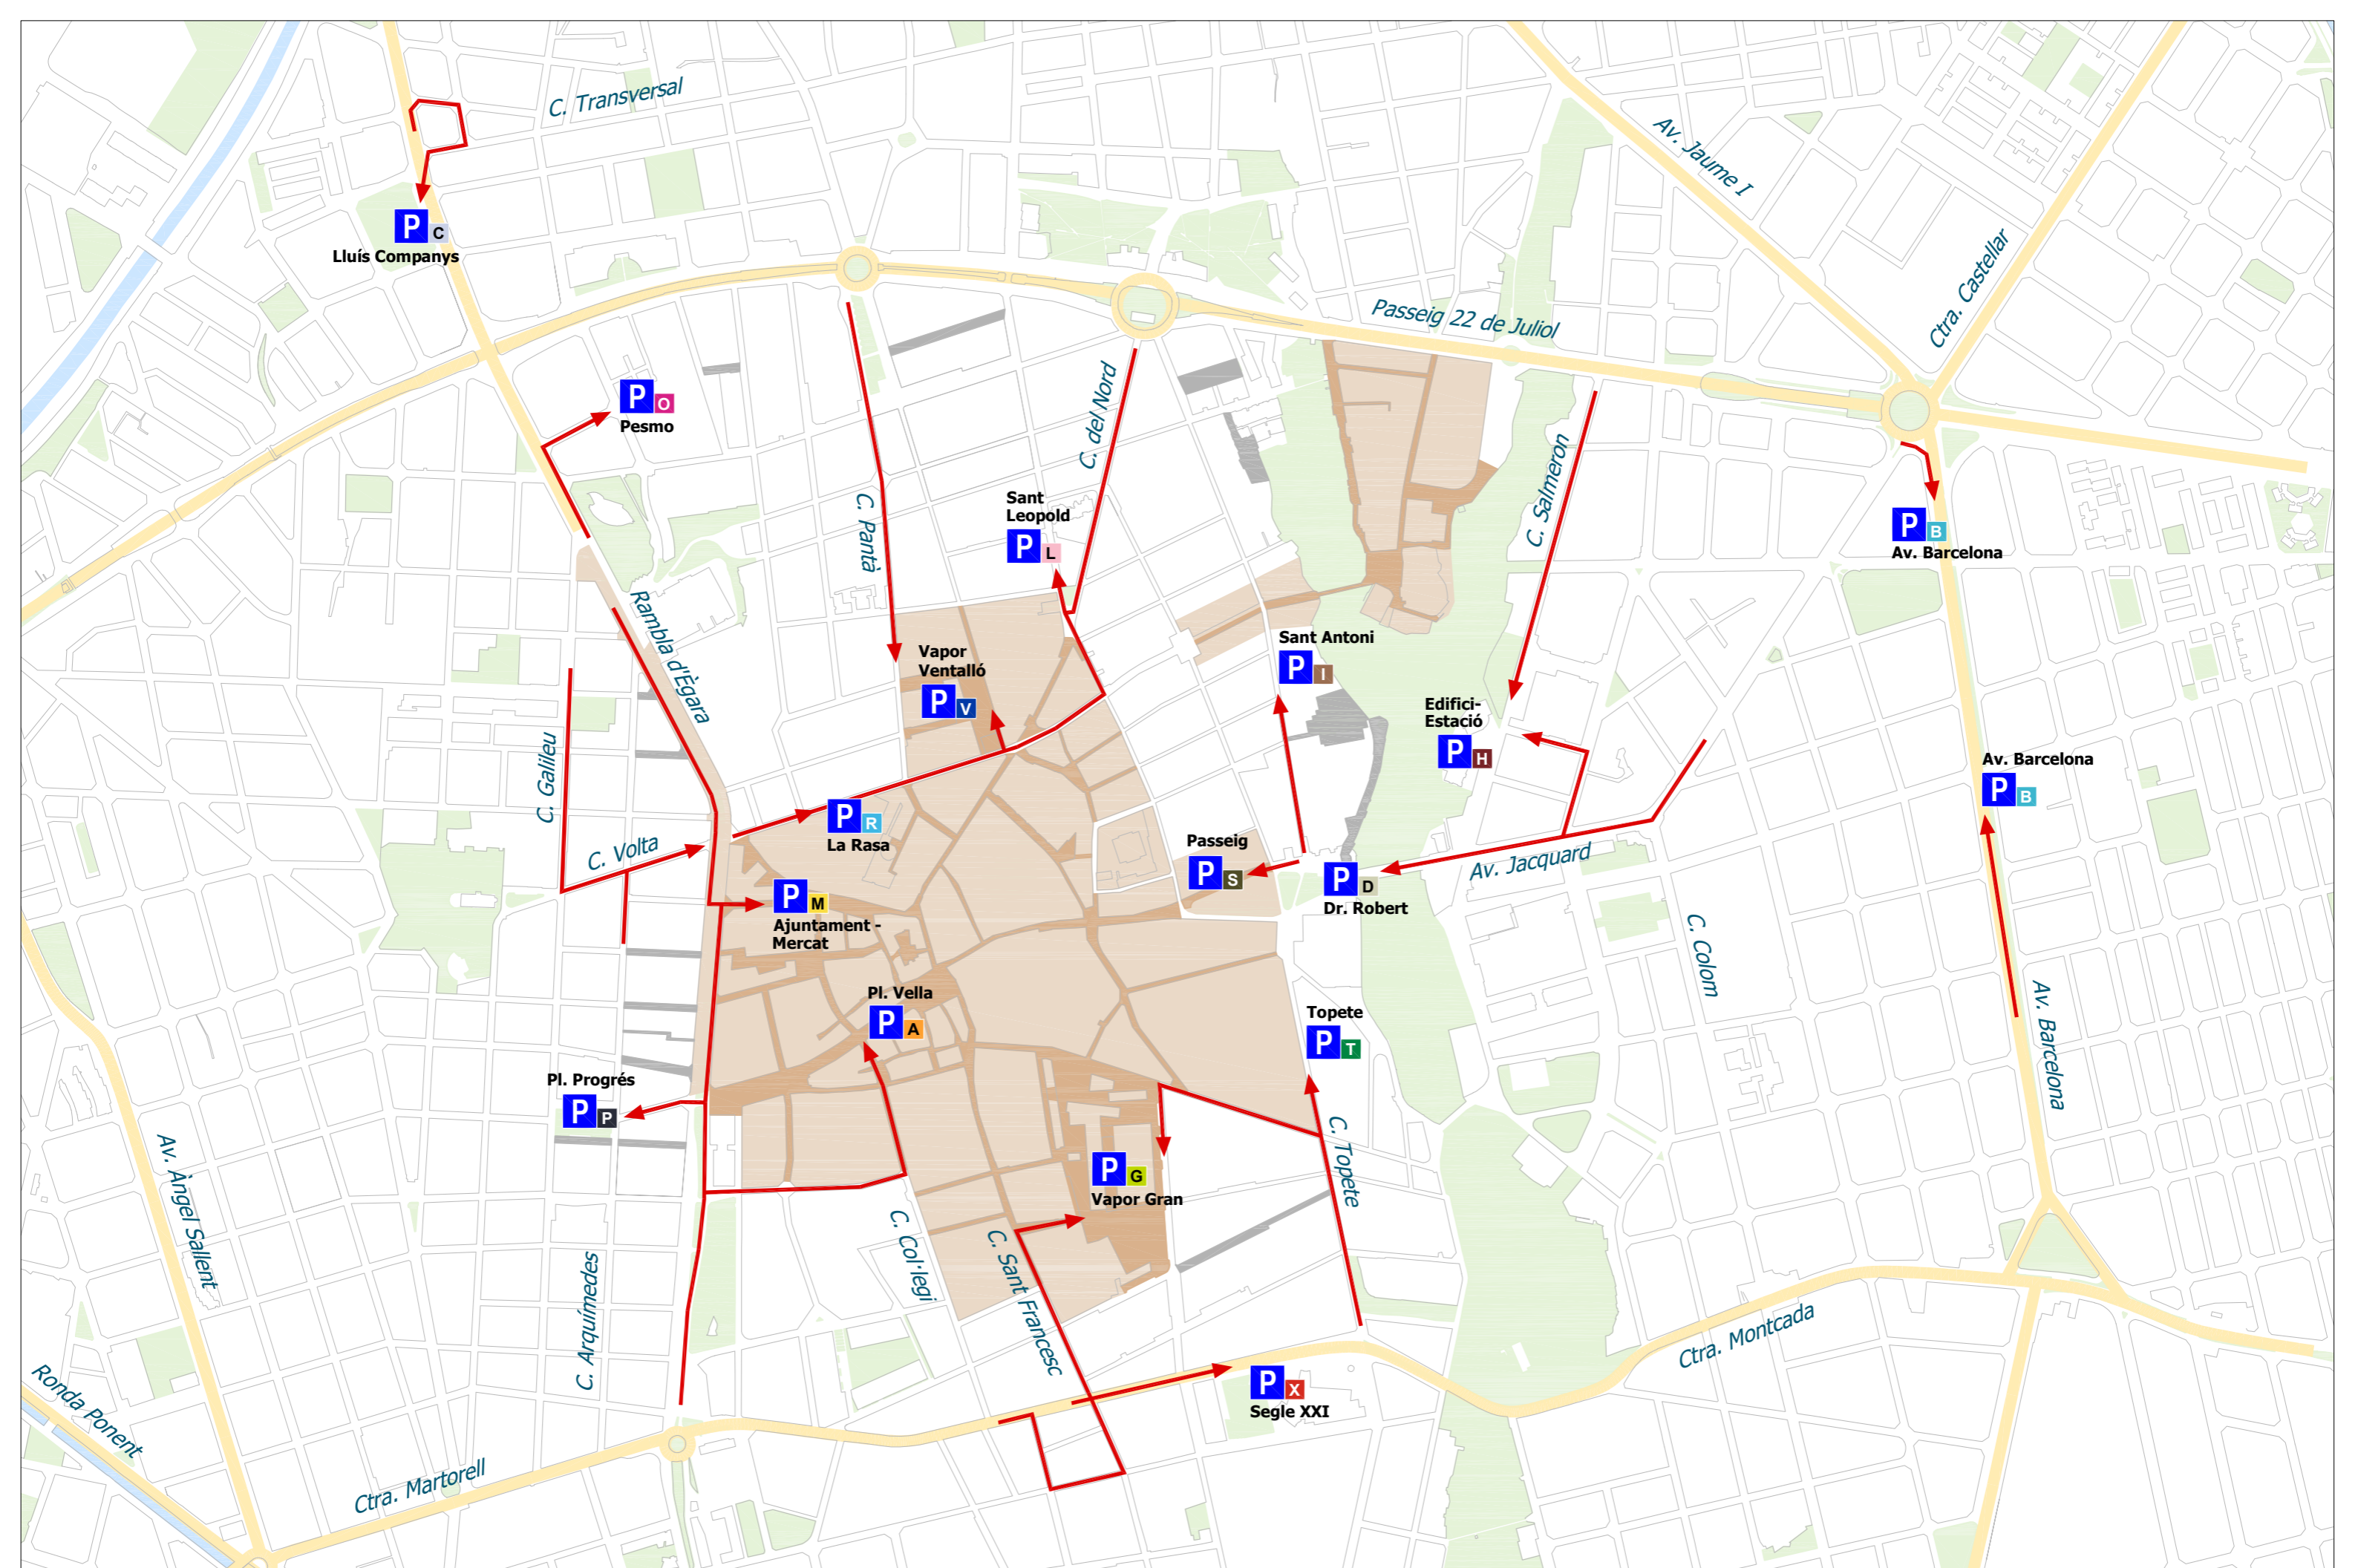 C. Transversal
Av. Jaume I
P C
Lluís Companys
Ctra. Castellar
Passeig 22 de Juliol
P O
Pesmo
C. del Nord
C. Salmeron
C. Pantà
Sant
Leopold
P L
P B
Av. Barcelona
Rambla d'Ègara
Vapor
Ventalló
P V
Sant Antoni
P I
Edifici-
Estació
P H
C. Galileu
Av. Barcelona
P B
P R
La Rasa
C. Volta
Passeig
P S
P D
Dr. Robert
Av. Jacquard
P M
Ajuntament -
Mercat
C. Colom
Pl. Vella
P A
Topete
P T
Av. Barcelona
Pl. Progrés
P P
C. Topete
P G
Vapor Gran
Av. Àngel Sallent
C. Col·legi
C. Sant Francesc
C. Arquímedes
Ctra. Montcada
Ronda Ponent
P X
Segle XXI
Ctra. Martorell